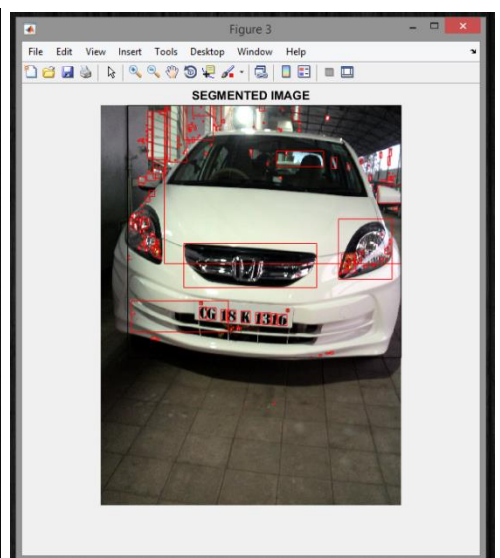 Figure 3
File Edit View Insert Tools Desktop Window Help
SEGMENTED IMAGE
CG 18 K 1316